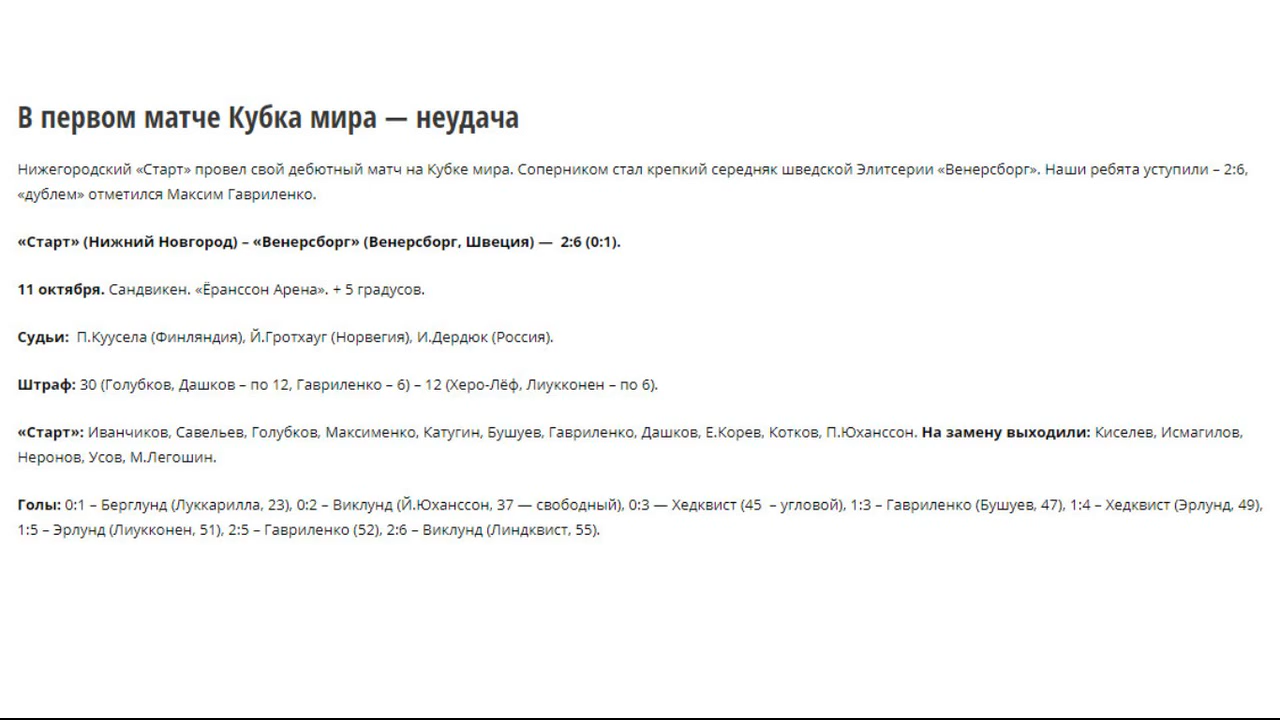 В первом матче Кубка мира — неудача
Нижегородский «Старт» провел свой дебютный матч на Кубке мира. Соперником стал крепкий середняк шведской Элитсерии «Венерсборг». Наши ребята уступили – 2:6,
«дублем» отметился Максим Гавриленко.
«Старт» (Нижний Новгород) – «Венерсборг» (Венерсборг, Швеция) — 2:6 (0:1).
11 октября. Сандвикен. «Ёранссон Арена». + 5 градусов.
Судьи: П.Куусела (Финляндия), Й.Гротхауг (Норвегия), И.Дердюк (Россия).
Штраф: 30 (Голубков, Дашков – по 12, Гавриленко – 6) – 12 (Херо-Лёф, Лиукконен – по 6).
«Старт»: Иванчиков, Савельев, Голубков, Максименко, Катугин, Бушуев, Гавриленко, Дашков, Е.Корев, Котков, П.Юханссон. На замену выходили: Киселев, Исмагилов,
Неронов, Усов, М.Легошин.
Голы: 0:1 – Берглунд (Луккарилла, 23), 0:2 – Виклунд (Й.Юханссон, 37 — свободный), 0:3 — Хедквист (45 – угловой), 1:3 – Гавриленко (Бушуев, 47), 1:4 – Хедквист (Эрлунд, 49),
1:5 – Эрлунд (Лиукконен, 51), 2:5 – Гавриленко (52), 2:6 – Виклунд (Линдквист, 55).